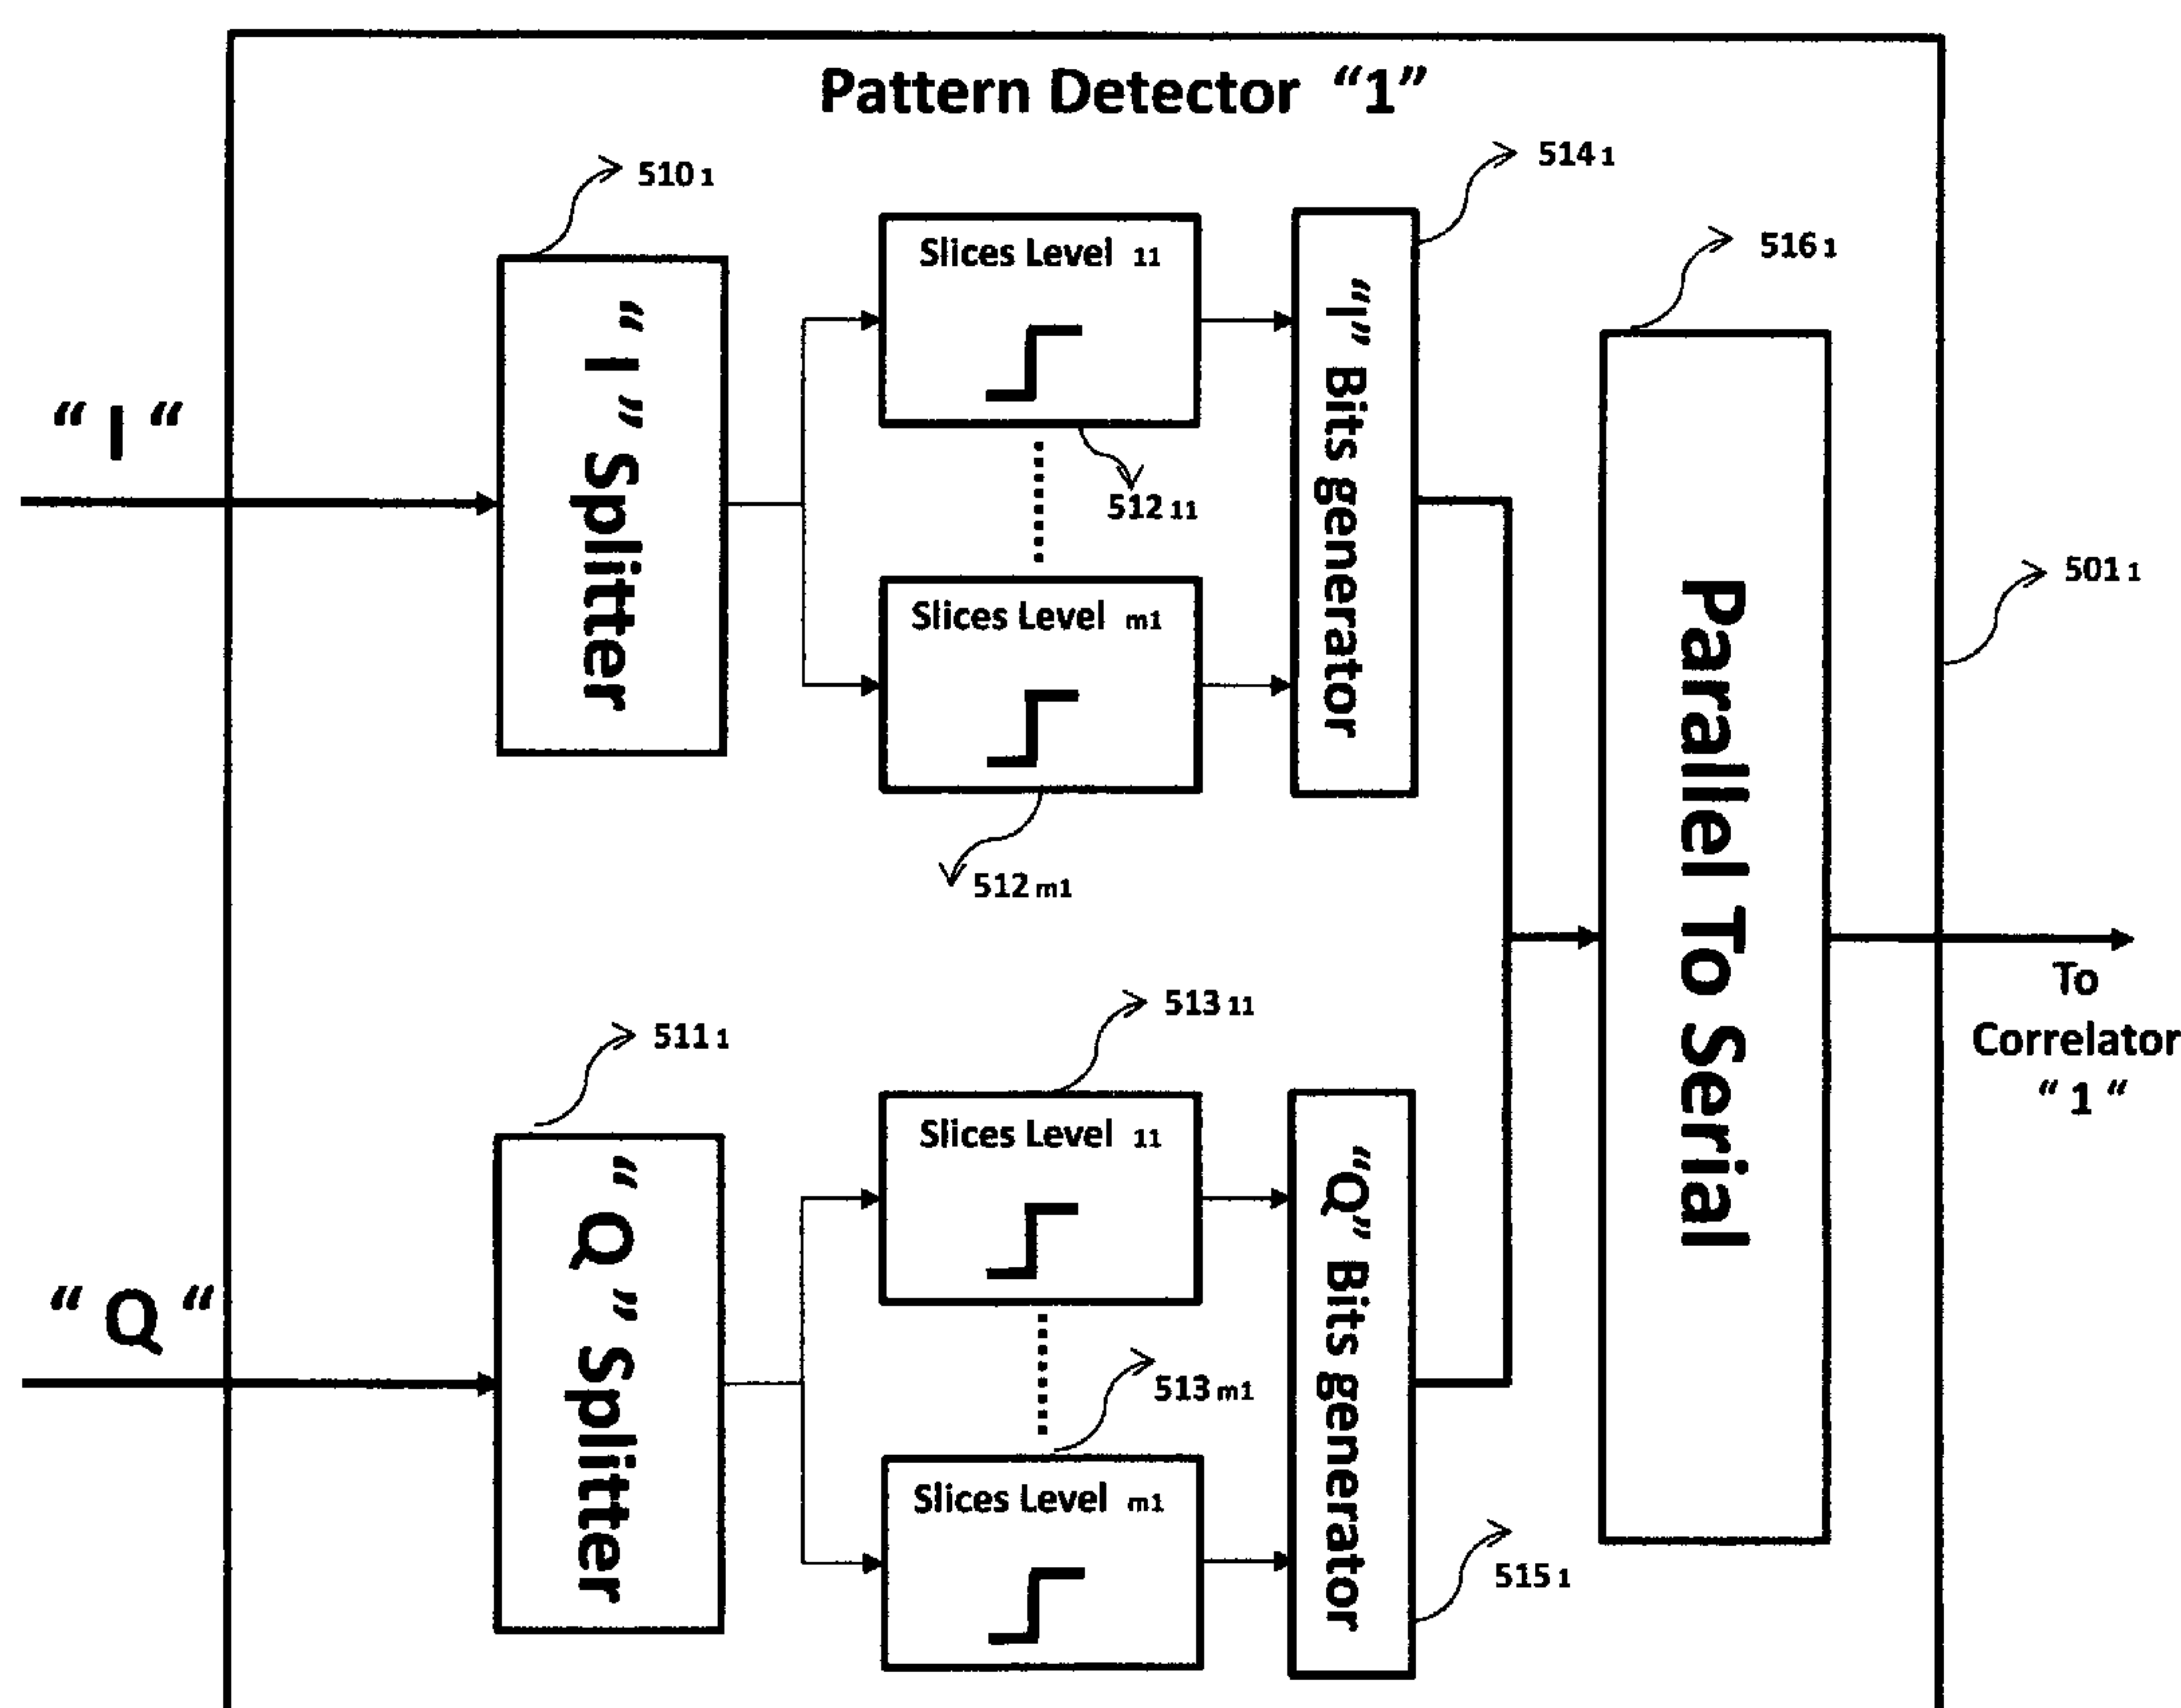 Pattern Detector “1”
510 1
514 1
516 1
501 1
“ I “
“ I ” Splitter
Slices Level 11
512 11
Slices Level m1
512 m1
“I” Bits generator
Parallel To Serial
To
Correlator
“ 1 “
“ Q “
511 1
“ Q ” Splitter
513 11
Slices Level 11
513 m1
Slices Level m1
“Q” Bits generator
515 1